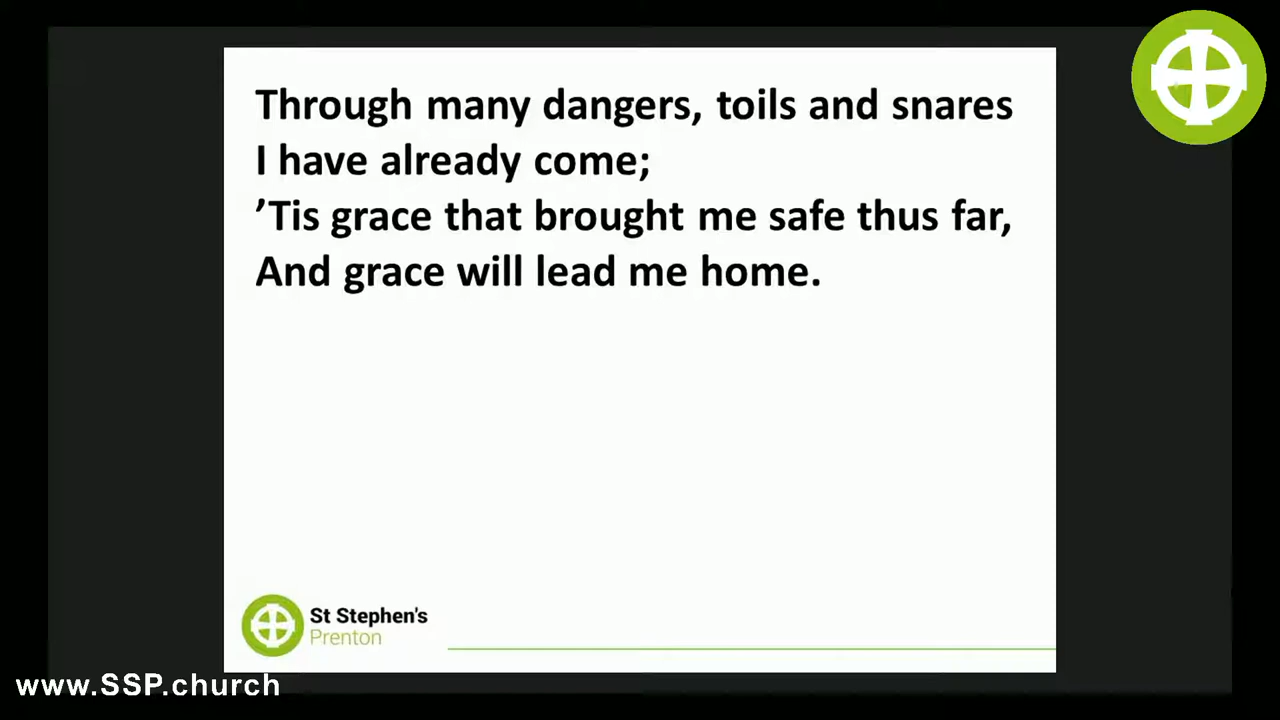 Through many dangers, toils and snares
I have already come;
’Tis grace that brought me safe thus far,
And grace will lead me home.
St Stephen's
Prenton
www.SSP.church